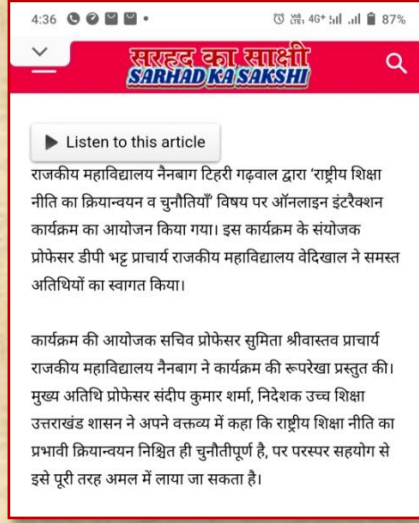 4:36
87%
सरहद का साक्षी
SARHAD KA SAKSHI
Listen to this article
राजकीय महाविद्यालय नैनबाग टिहरी गढ़वाल द्वारा 'राष्ट्रीय शिक्षा
नीति का क्रियान्वयन व चुनौतियाँ' विषय पर ऑनलाइन इंटरैक्शन
कार्यक्रम का आयोजन किया गया। इस कार्यक्रम के संयोजक
प्रोफेसर डीपी भट्ट प्राचार्य राजकीय महाविद्यालय वेदिखाल ने समस्त
अतिथियों का स्वागत किया।
कार्यक्रम की आयोजक सचिव प्रोफेसर सुमिता श्रीवास्तव प्राचार्य
राजकीय महाविद्यालय नैनबाग ने कार्यक्रम की रूपरेखा प्रस्तुत की।
मुख्य अतिथि प्रोफेसर संदीप कुमार शर्मा, निदेशक उच्च शिक्षा
उत्तराखंड शासन ने अपने वक्तव्य में कहा कि राष्ट्रीय शिक्षा नीति का
प्रभावी क्रियान्वयन निश्चित ही चुनौतीपूर्ण है, पर परस्पर सहयोग से
इसे पूरी तरह अमल में लाया जा सकता है।